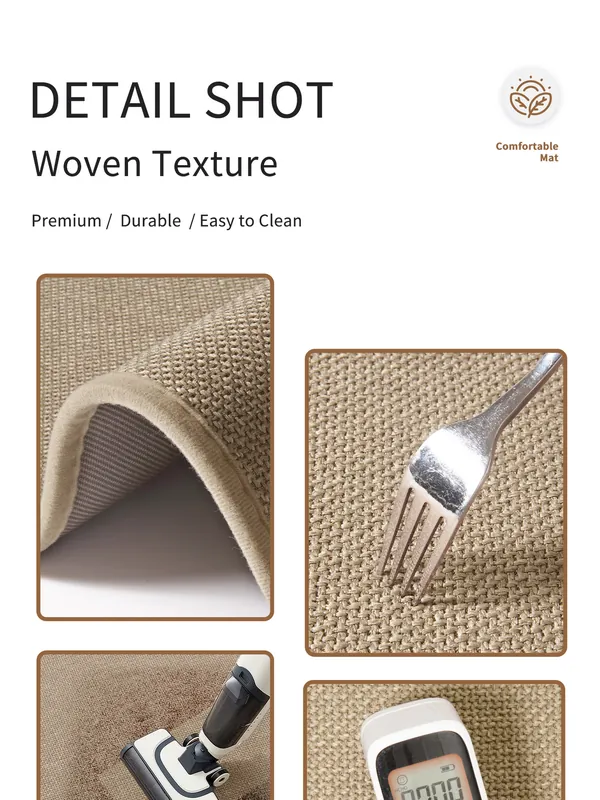 DETAIL SHOT
Woven Texture
Premium / Durable / Easy to Clean
Comfortable
Mat